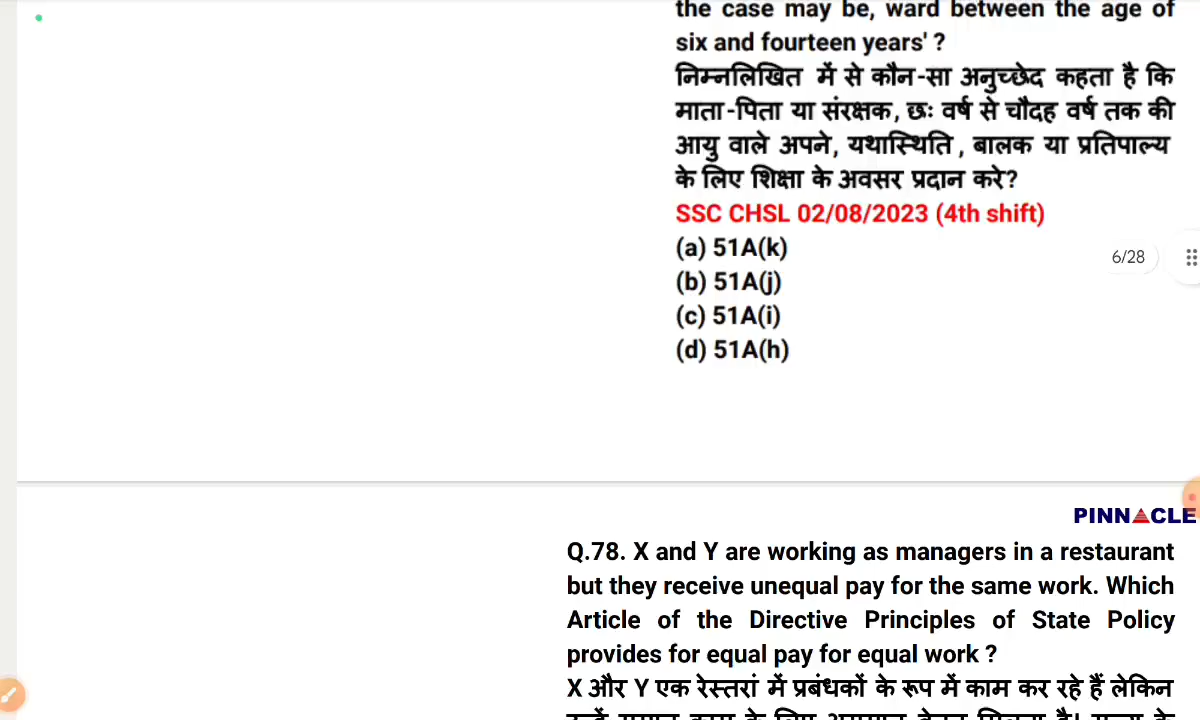 the case may be, ward between the age of
six and fourteen years' ?
निम्नलिखित में से कौन-सा अनुच्छेद कहता है कि
माता-पिता या संरक्षक, छः वर्ष से चौदह वर्ष तक की
आयु वाले अपने, यथास्थिति, बालक या प्रतिपाल्य
के लिए शिक्षा के अवसर प्रदान करे?
SSC CHSL 02/08/2023 (4th shift)
(a) 51A(k)
(b) 51A(j)
(c) 51A(i)
(d) 51A(h)
6/28
PINNACLE
Q.78. X and Y are working as managers in a restaurant
but they receive unequal pay for the same work. Which
Article of the Directive Principles of State Policy
provides for equal pay for equal work ?
X और Y एक रेस्तरां में प्रबंधकों के रूप में काम कर रहे हैं लेकिन